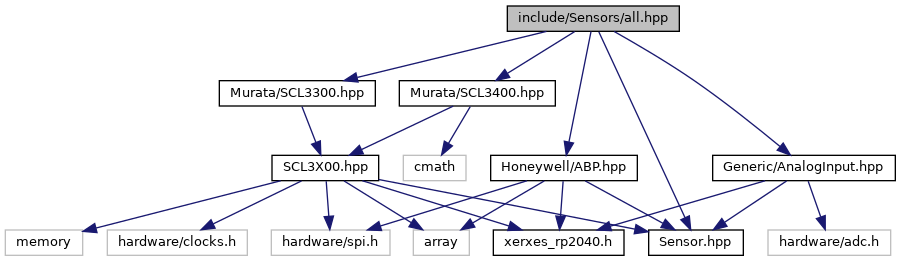 include/Sensors/all.hpp
Murata/SCL3300.hpp
Murata/SCL3400.hpp
SCL3X00.hpp
cmath
Honeywell/ABP.hpp
Generic/AnalogInput.hpp
memory
hardware/clocks.h
hardware/spi.h
array
xerxes_rp2040.h
Sensor.hpp
hardware/adc.h